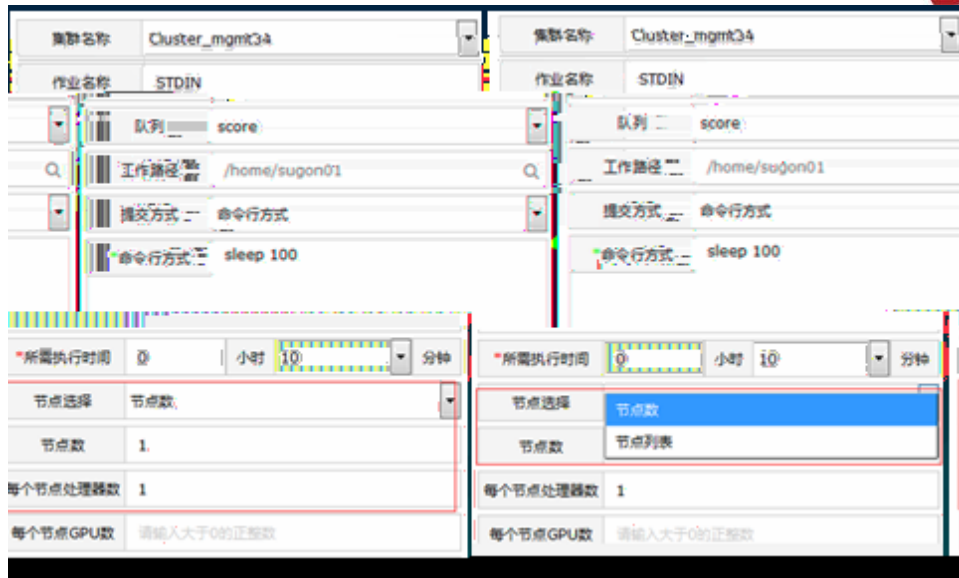 集群名称 Cluster_mgmt34 集群名称 Cluster_mgmt34
作业名称 STDIN 作业名称 STDIN
队列 score 队列 score
工作路径 /home/sugon01 工作路径 /home/sugon01
提交方式 命令行方式 提交方式 命令行方式
*命令行方式 sleep 100 *命令行方式 sleep 100
*所需执行时间 0 小时 10 分钟 *所需执行时间 0 小时 10 分钟
节点选择 节点数 节点选择 节点数
节点数 1 节点数 节点列表
每个节点处理器数 1 每个节点处理器数 1
每个节点GPU数 请输入大于0的正整数 每个节点GPU数 请输入大于0的正整数